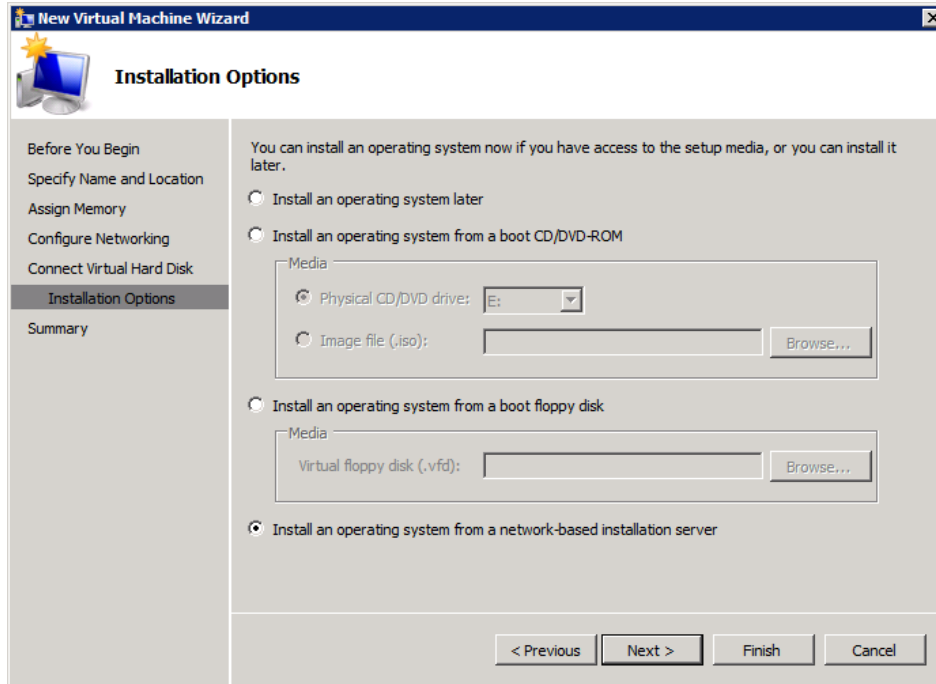 New Virtual Machine Wizard
Installation Options
Before You Begin
Specify Name and Location
Assign Memory
Configure Networking
Connect Virtual Hard Disk
Installation Options
Summary
You can install an operating system now if you have access to the setup media, or you can install it
later.
Install an operating system later
Install an operating system from a boot CD/DVD-ROM
Media
Physical CD/DVD drive: E:
Image file (.iso): Browse...
Install an operating system from a boot floppy disk
Media
Virtual floppy disk (.vfd): Browse...
Install an operating system from a network-based installation server
< Previous Next > Finish Cancel